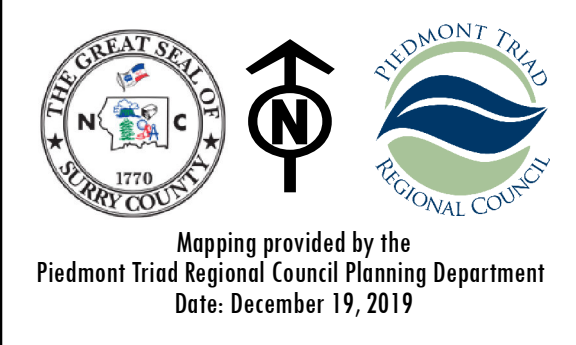 THE GREAT SEAL OF
N C
1770
SURRY COUNTY
N
PIEDMONT TRIAD
REGIONAL COUNCIL
Mapping provided by the
Piedmont Triad Regional Council Planning Department
Date: December 19, 2019